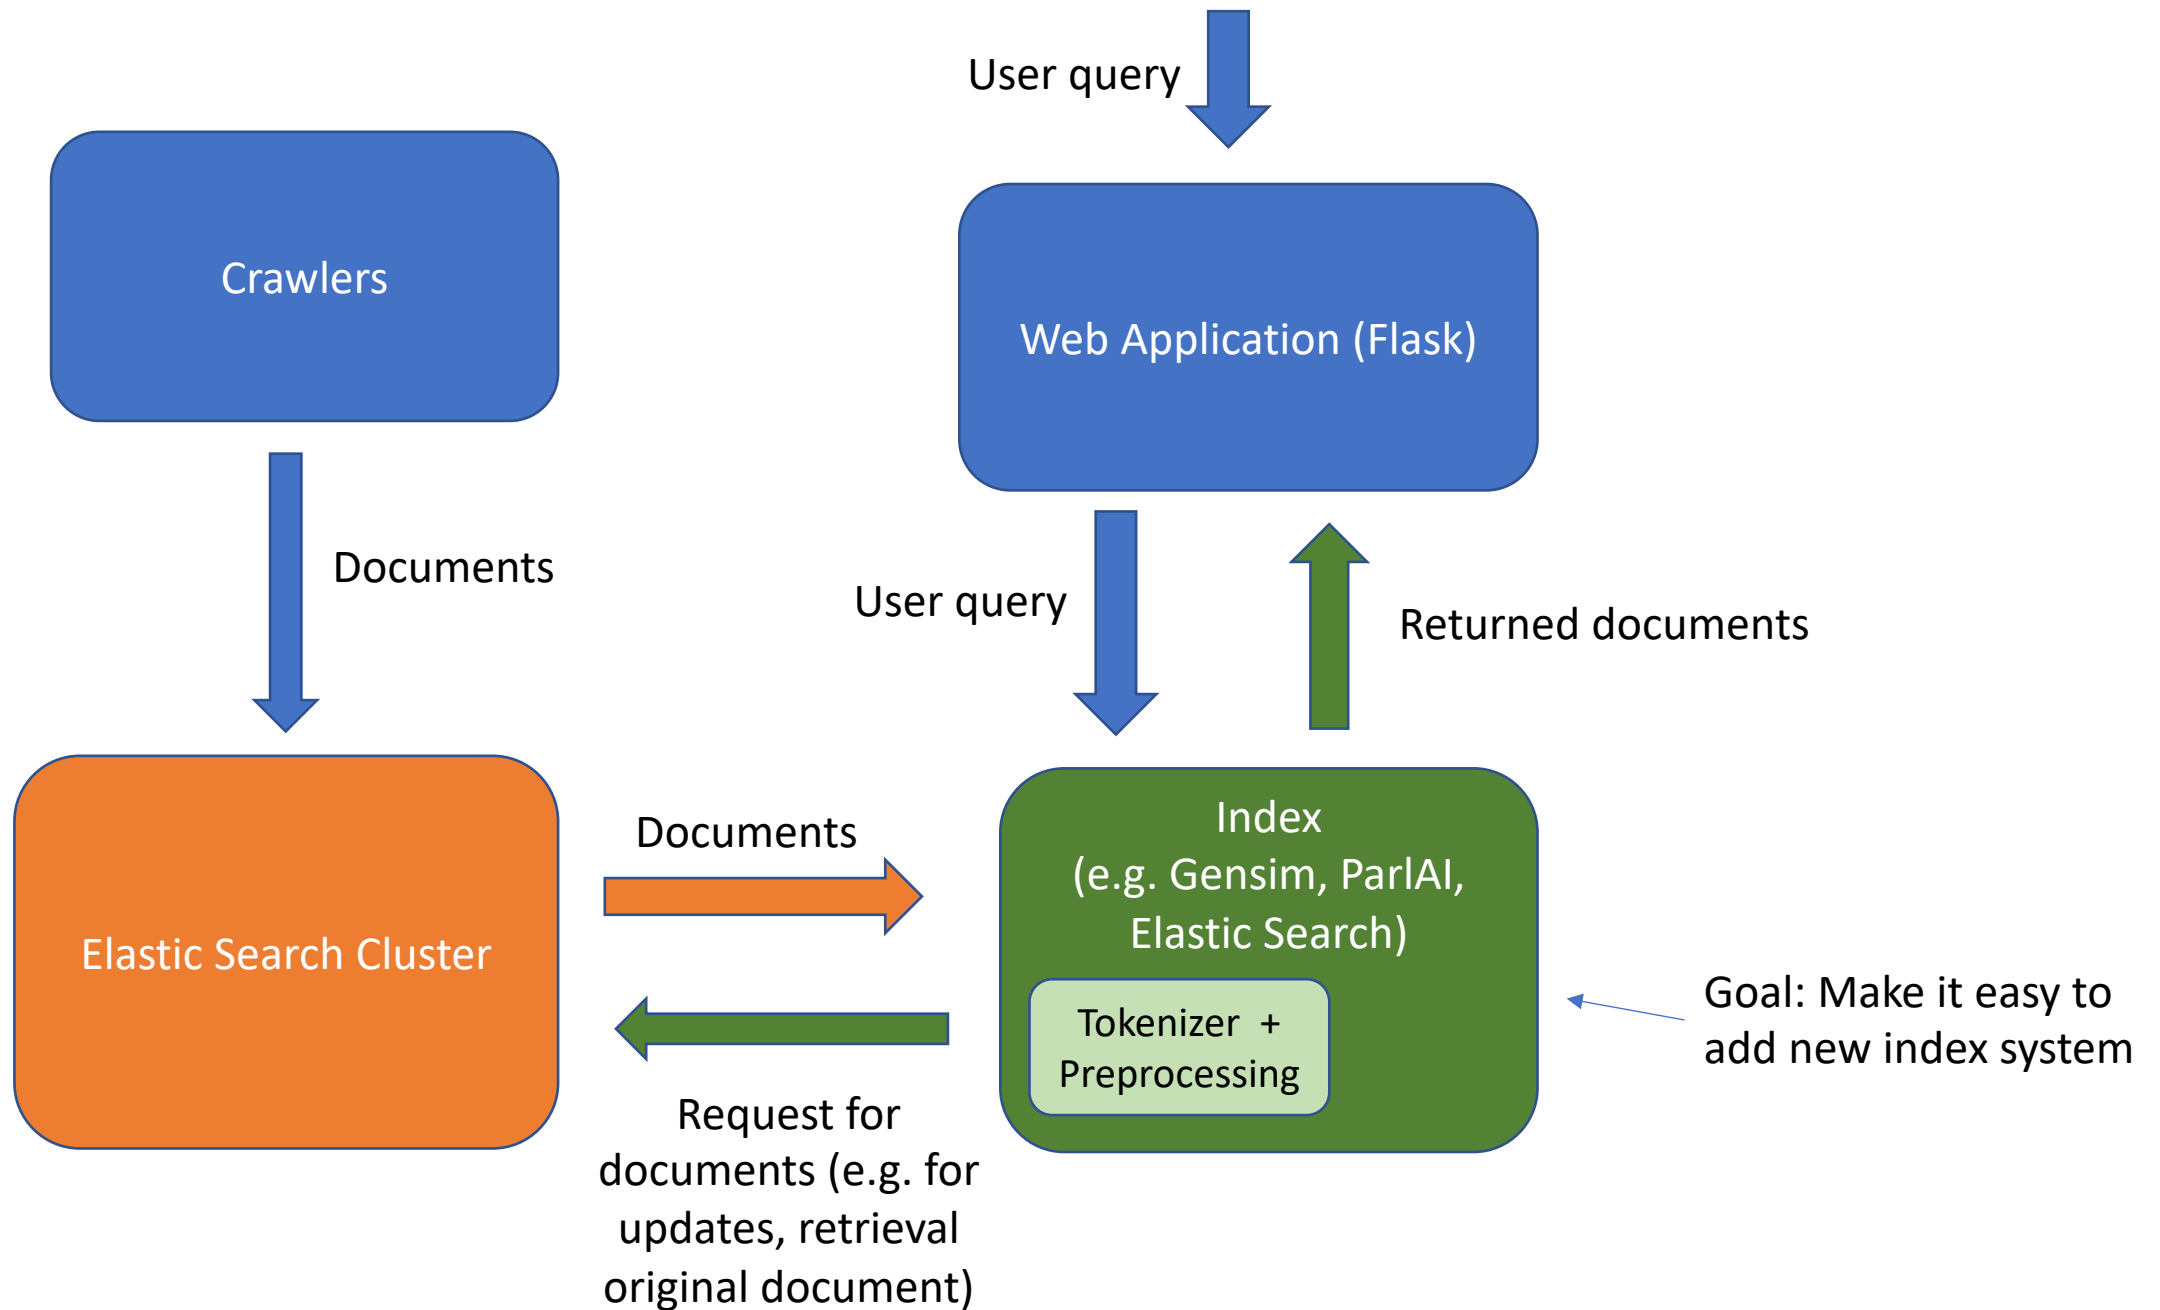 User query
Crawlers
Web Application (Flask)
Documents
User query
Returned documents
Elastic Search Cluster
Documents
Index
(e.g. Gensim, ParlAI,
Elastic Search)
Tokenizer +
Preprocessing
Goal: Make it easy to
add new index system
Request for
documents (e.g. for
updates, retrieval
original document)